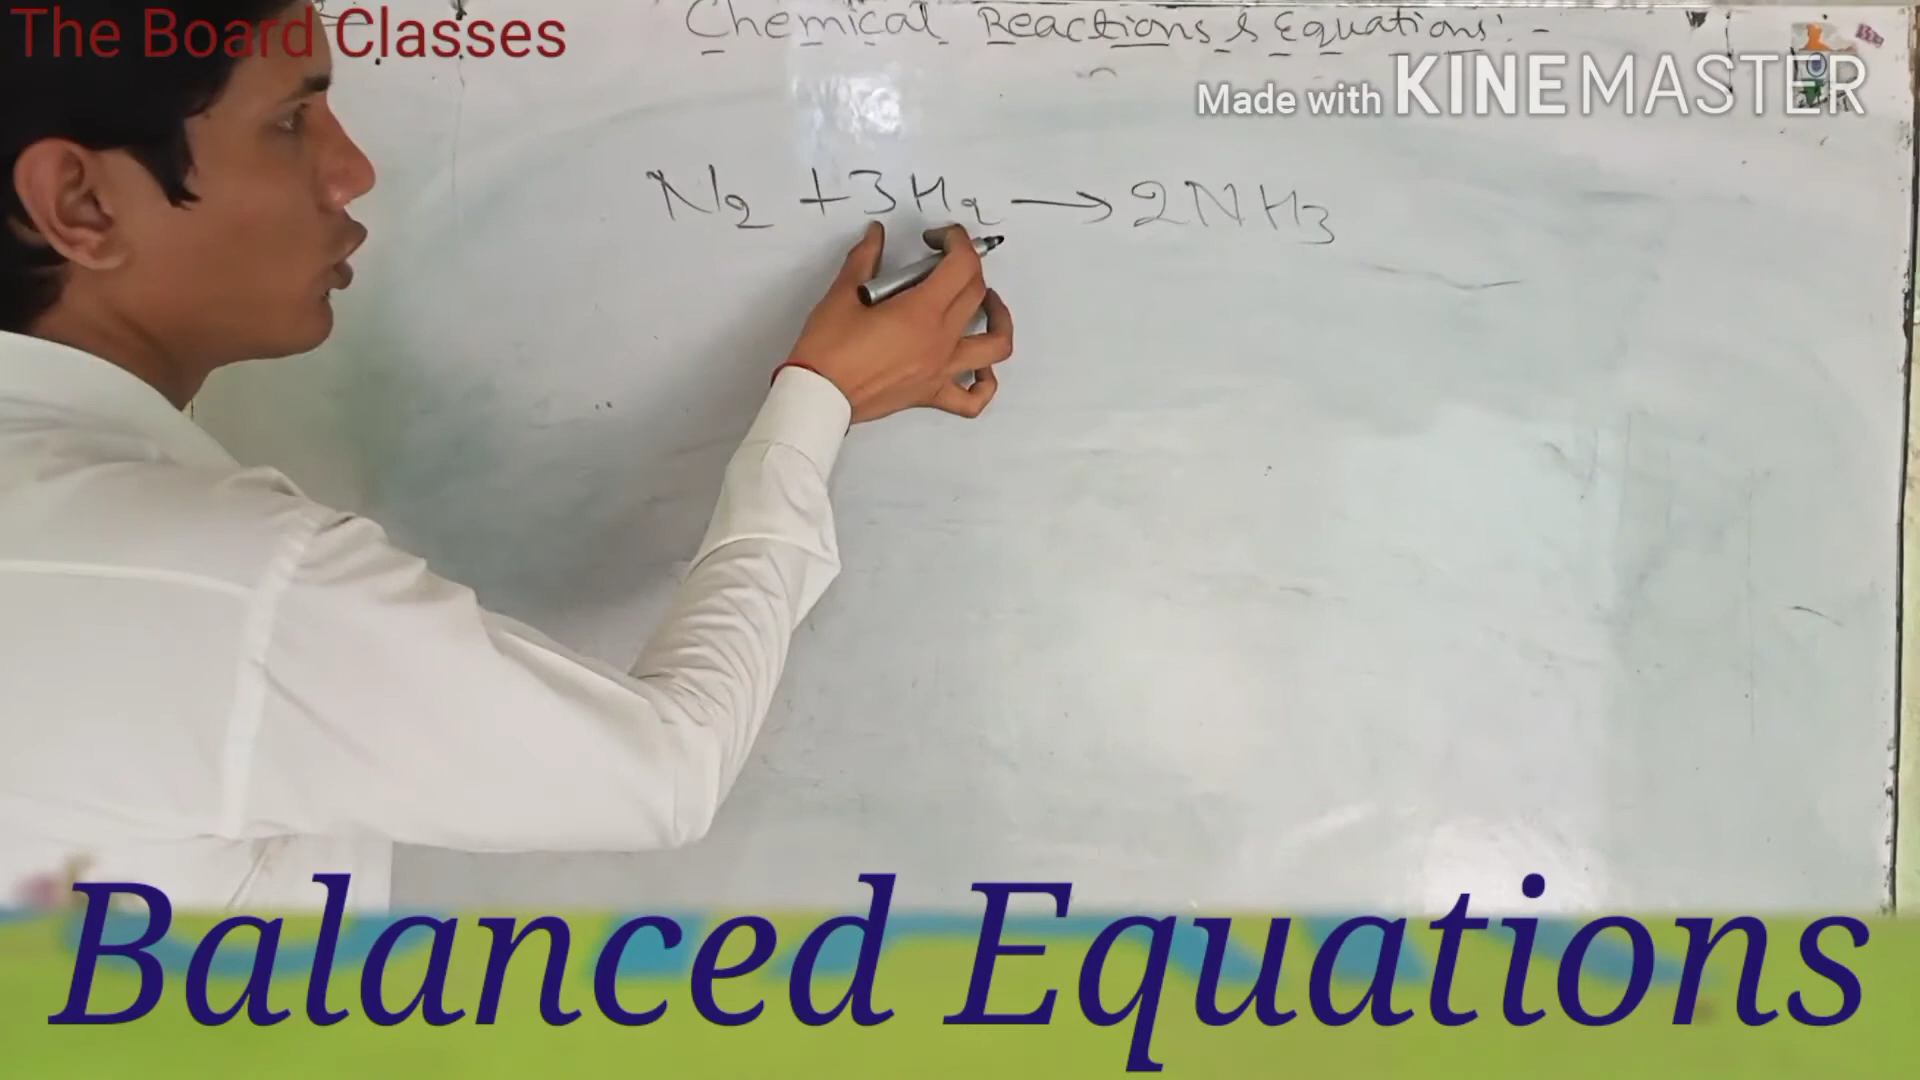 The Board Classes
Chemical Reactions & Equations:-
Made with KINEMASTER
N2 + 3H2 → 2NH3
Balanced Equations